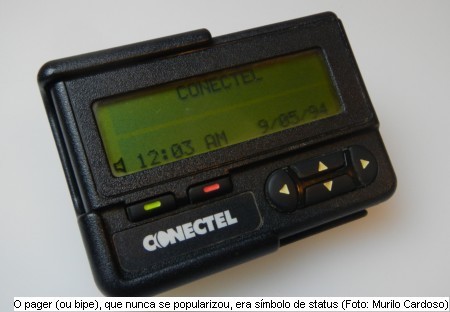 CONECTEL
12:03 AM 9/05/94
CONECTEL
O pager (ou bipe), que nunca se popularizou, era símbolo de status (Foto: Murilo Cardoso)